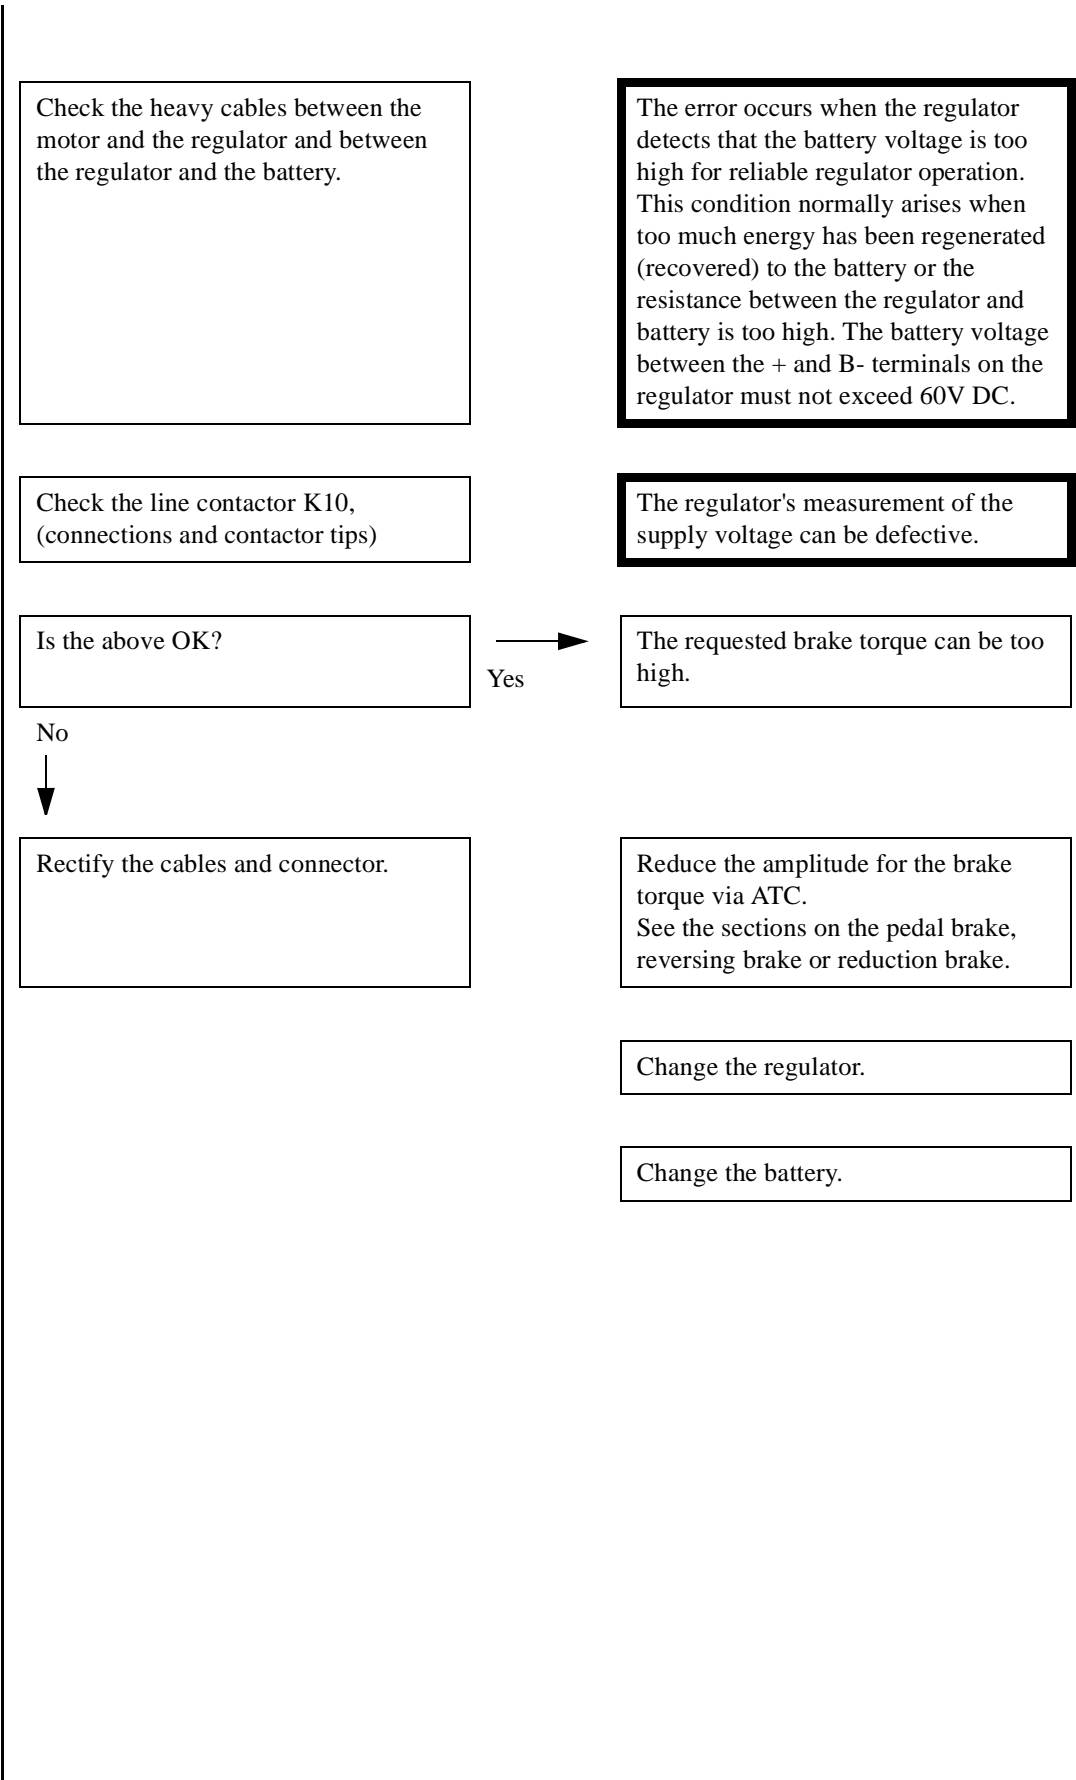 Check the heavy cables between the
motor and the regulator and between
the regulator and the battery.
The error occurs when the regulator
detects that the battery voltage is too
high for reliable regulator operation.
This condition normally arises when
too much energy has been regenerated
(recovered) to the battery or the
resistance between the regulator and
battery is too high. The battery voltage
between the + and B- terminals on the
regulator must not exceed 60V DC.
Check the line contactor K10,
(connections and contactor tips)
The regulator's measurement of the
supply voltage can be defective.
Is the above OK?
Yes
The requested brake torque can be too
high.
No
Rectify the cables and connector.
Reduce the amplitude for the brake
torque via ATC.
See the sections on the pedal brake,
reversing brake or reduction brake.
Change the regulator.
Change the battery.